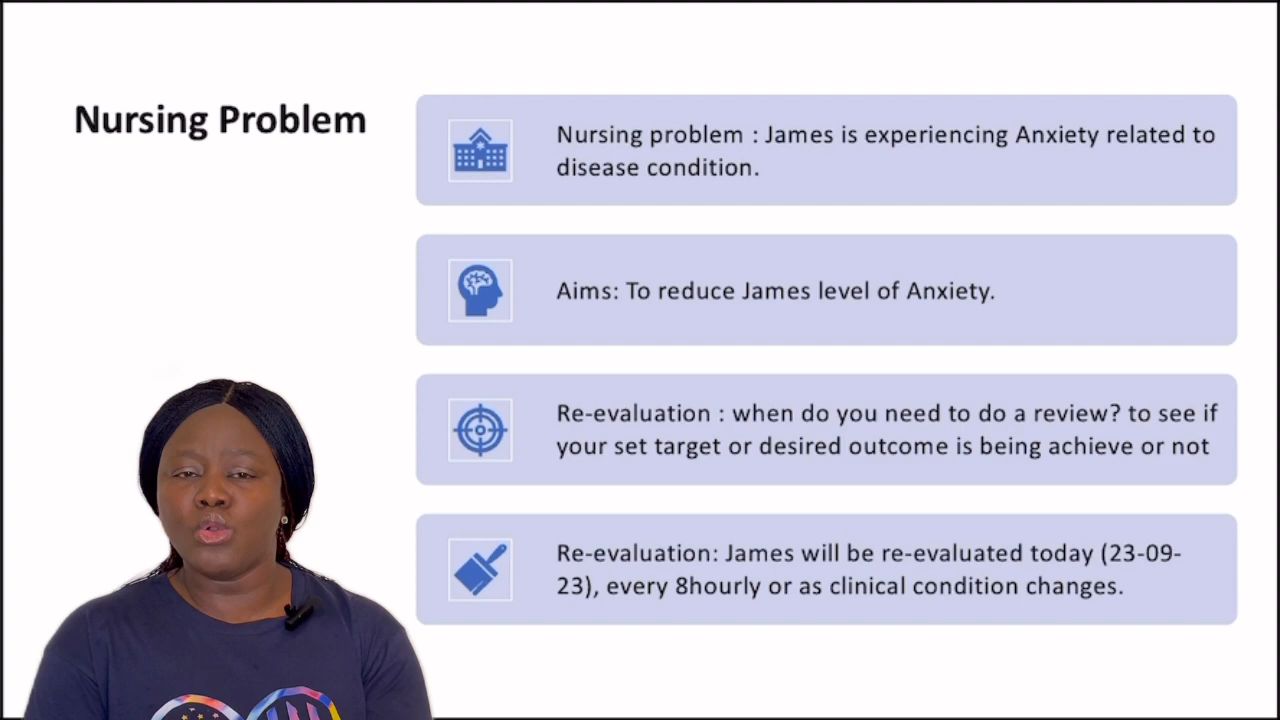 Nursing Problem
Nursing problem : James is experiencing Anxiety related to
disease condition.
Aims: To reduce James level of Anxiety.
Re-evaluation : when do you need to do a review? to see if
your set target or desired outcome is being achieve or not
Re-evaluation: James will be re-evaluated today (23-09-
23), every 8hourly or as clinical condition changes.